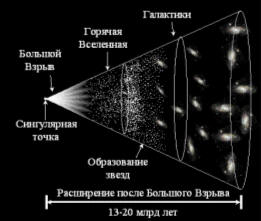 Галактики
Горячая
Вселенная
Большой
Взрыв
Сингулярная
точка
Образование
звезд
Расширение после Большого Взрыва
13-20 млрд лет